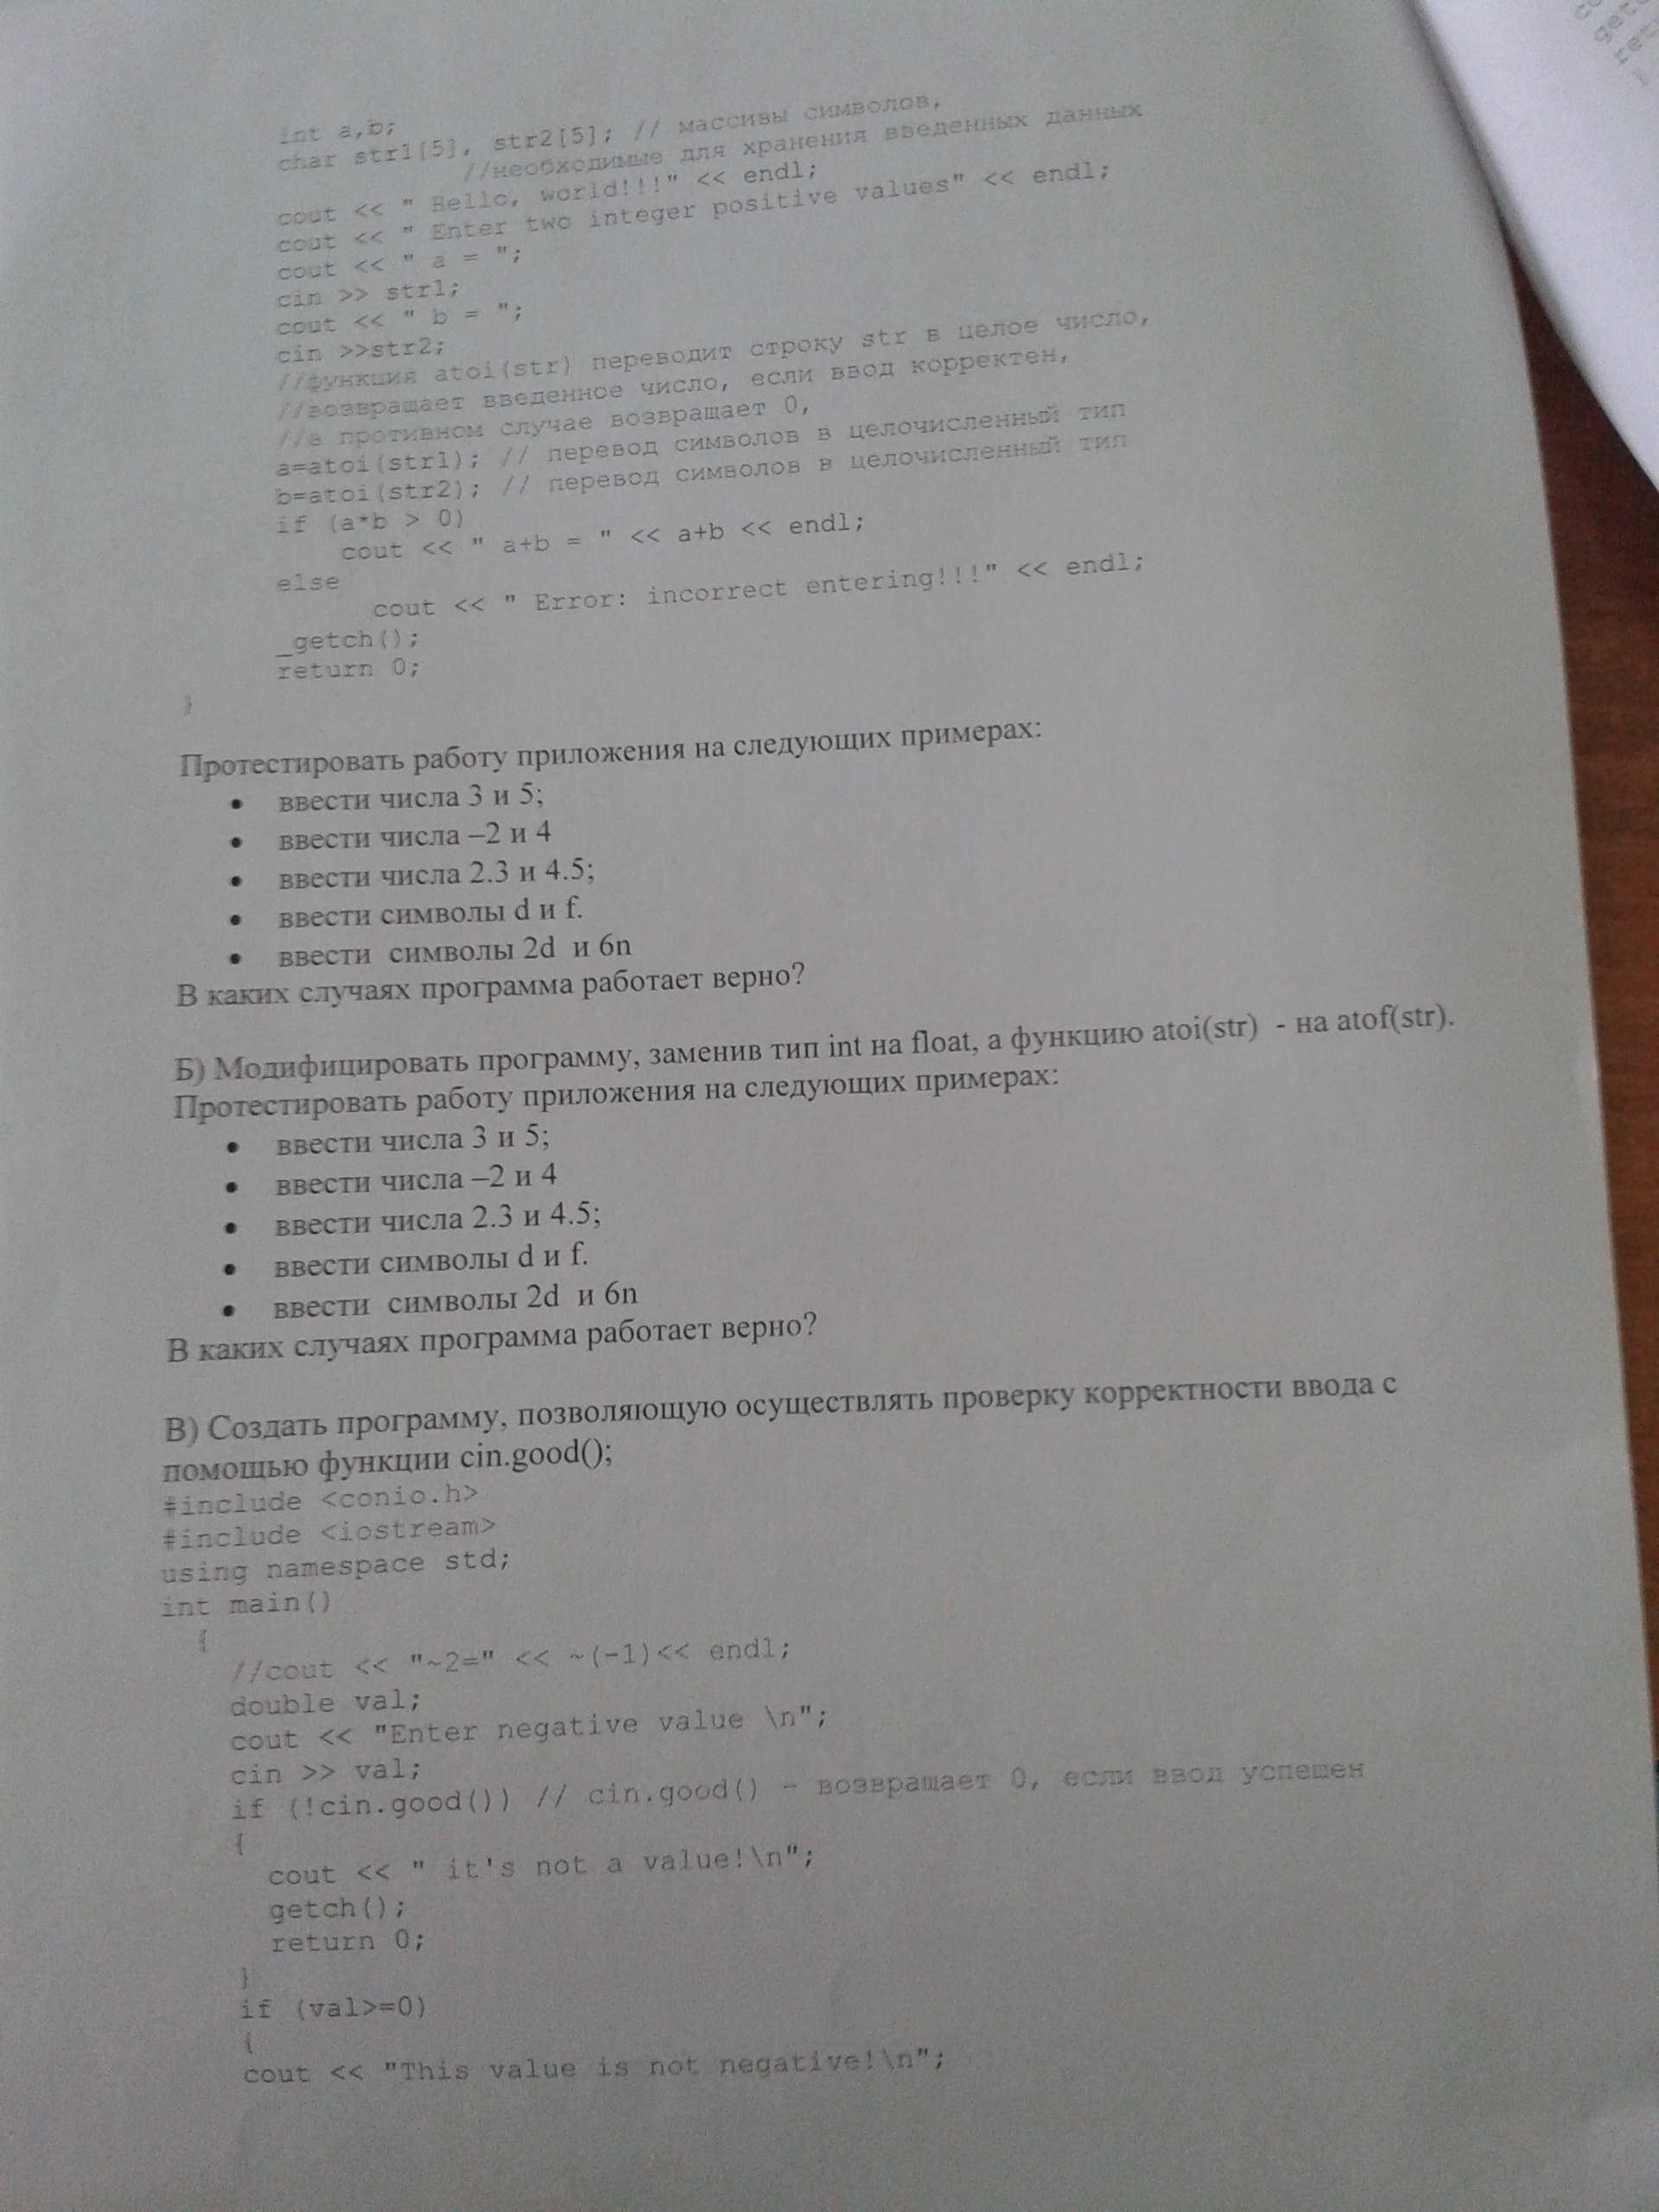 int a,b;
char str1[5], str2[5]; // массивы символов,
//необходимые для хранения введенных данных
cout << " Hello, world!!!" << endl;
cout << " Enter two integer positive values" << endl;
cout << " a = ";
cin >> str1;
cout << " b = ";
cin >>str2;
//функция atoi(str) переводит строку str в целое число,
//возвращает введенное число, если ввод корректен,
//в противном случае возвращает 0,
a=atoi(str1); // перевод символов в целочисленный тип
b=atoi(str2); // перевод символов в целочисленный тип
if (a*b > 0)
cout << " a+b = " << a+b << endl;
else
cout << " Error: incorrect entering!!!" << endl;
_getch();
return 0;
}
Протестировать работу приложения на следующих примерах:
• ввести числа 3 и 5;
• ввести числа –2 и 4
• ввести числа 2.3 и 4.5;
• ввести символы d и f.
• ввести символы 2d и 6n
В каких случаях программа работает верно?
Б) Модифицировать программу, заменив тип int на float, а функцию atoi(str) - на atof(str).
Протестировать работу приложения на следующих примерах:
• ввести числа 3 и 5;
• ввести числа –2 и 4
• ввести числа 2.3 и 4.5;
• ввести символы d и f.
• ввести символы 2d и 6n
В каких случаях программа работает верно?
В) Создать программу, позволяющую осуществлять проверку корректности ввода с
помощью функции cin.good();
#include <conio.h>
#include <iostream>
using namespace std;
int main()
{
//cout << "~2=" << ~(-1)<< endl;
double val;
cout << "Enter negative value \n";
cin >> val;
if (!cin.good()) // cin.good() - возвращает 0, если ввод успешен
{
cout << " it's not a value!\n";
getch();
return 0;
}
if (val>=0)
{
cout << "This value is not negative!\n";